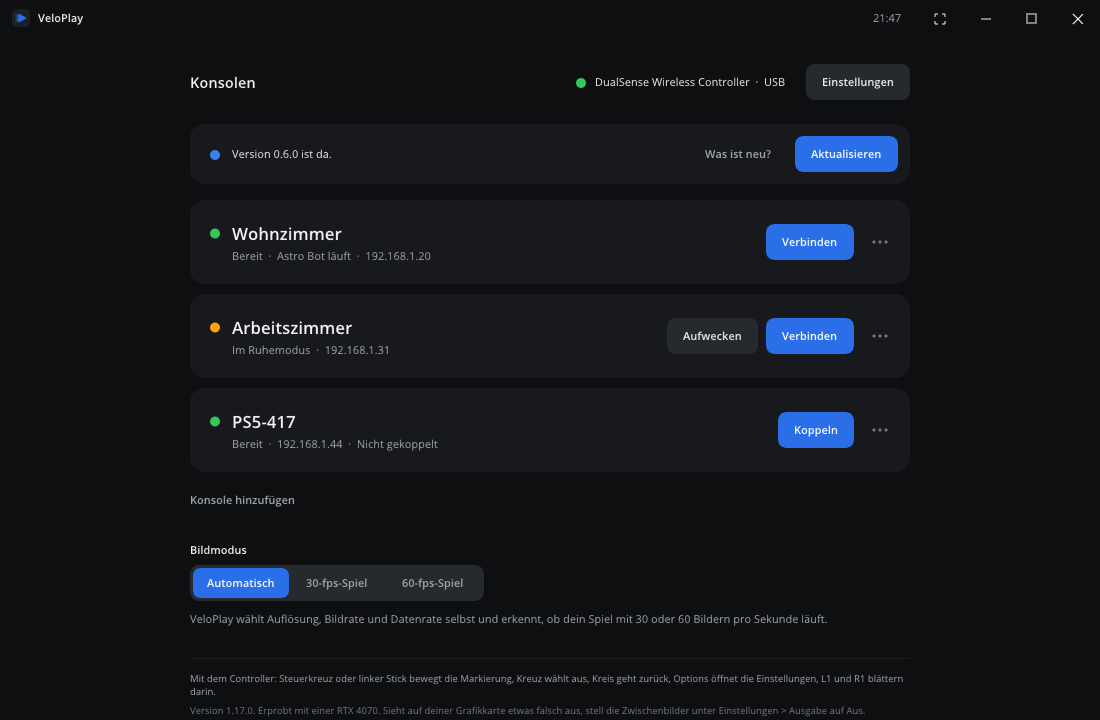 VeloPlay
21:47
Konsolen
DualSense Wireless Controller · USB
Einstellungen
Version 0.6.0 ist da.
Was ist neu?
Aktualisieren
Wohnzimmer
Bereit · Astro Bot läuft · 192.168.1.20
Verbinden
Arbeitszimmer
Im Ruhemodus · 192.168.1.31
Aufwecken
Verbinden
PS5-417
Bereit · 192.168.1.44 · Nicht gekoppelt
Koppeln
Konsole hinzufügen
Bildmodus
Automatisch
30-fps-Spiel
60-fps-Spiel
VeloPlay wählt Auflösung, Bildrate und Datenrate selbst und erkennt, ob dein Spiel mit 30 oder 60 Bildern pro Sekunde läuft.
Mit dem Controller: Steuerkreuz oder linker Stick bewegt die Markierung, Kreuz wählt aus, Kreis geht zurück, Options öffnet die Einstellungen, L1 und R1 blättern
darin.
Version 1.17.0. Erprobt mit einer RTX 4070. Sieht auf deiner Grafikkarte etwas falsch aus, stell die Zwischenbilder unter Einstellungen > Ausgabe auf Aus.